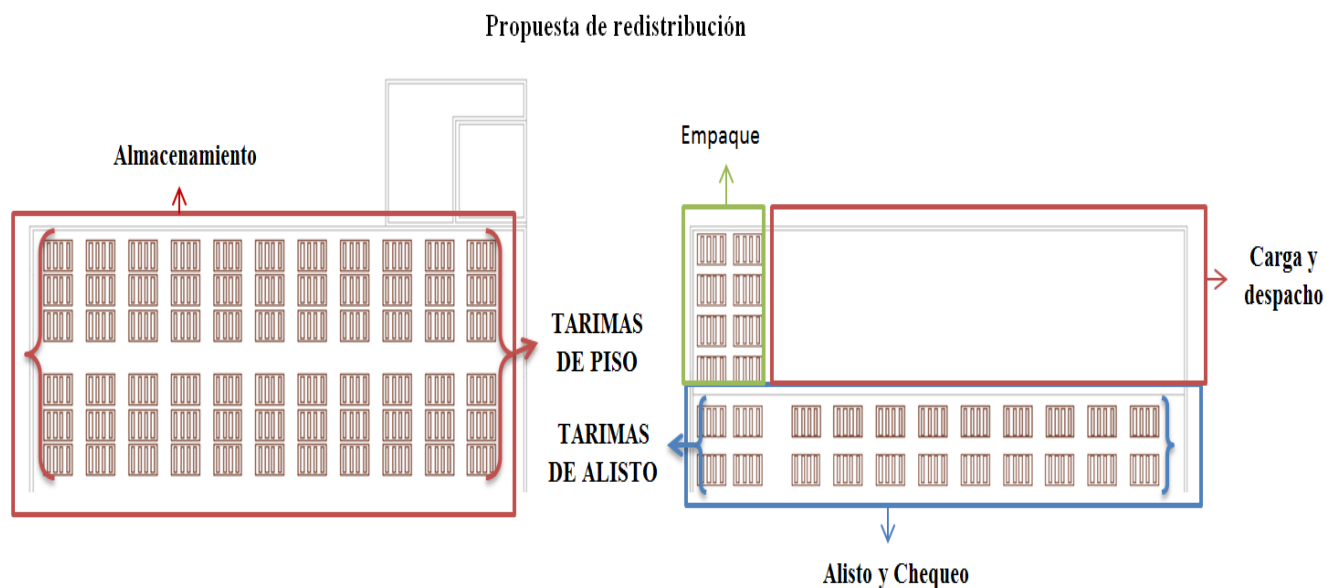 Propuesta de redistribución
Almacenamiento
Empaque
Carga y
despacho
TARIMAS
DE PISO
TARIMAS
DE ALISTO
Alisto y Chequeo